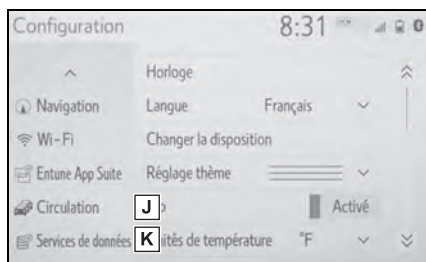 Configuration 8:31
Horloge
Navigation Langue Français
Wi-Fi Changer la disposition
Entune App Suite Réglage thème
Circulation J Activé
Services de données K de température °F